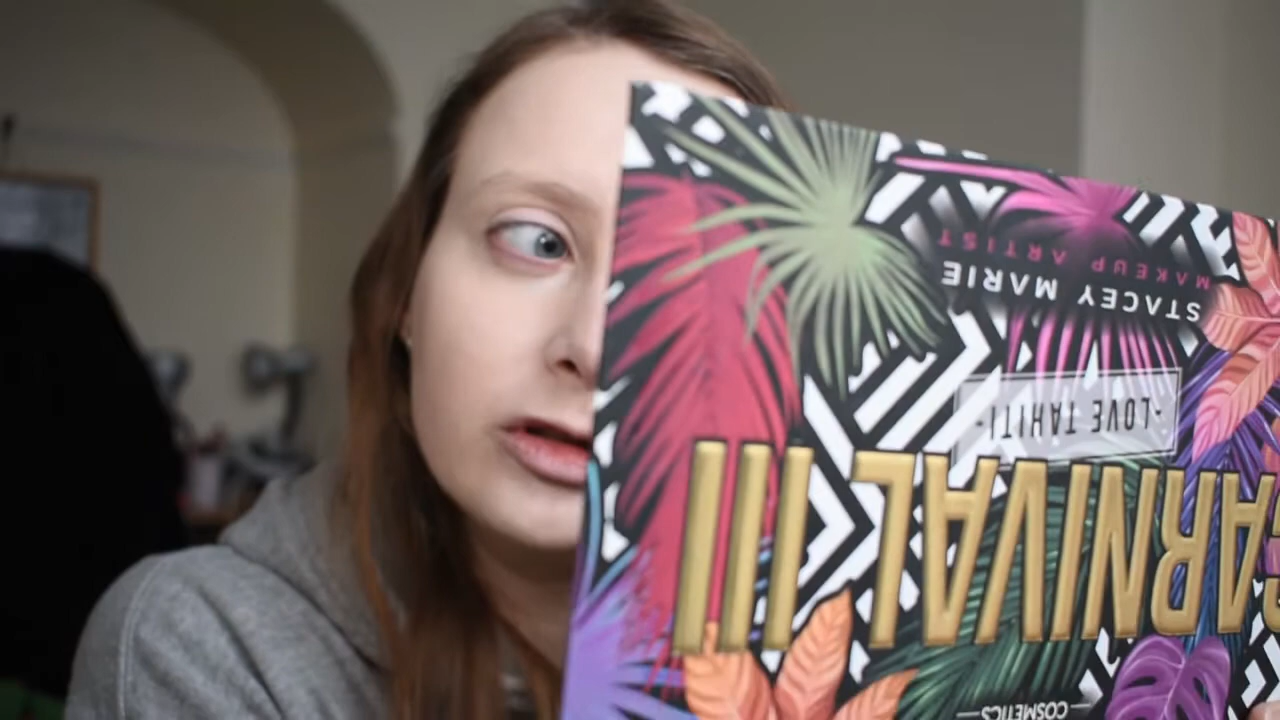 COSMETICS
CARNIVAL III
-LOVE TAHITI-
STACEY MARIE
MAKEUP ARTIST